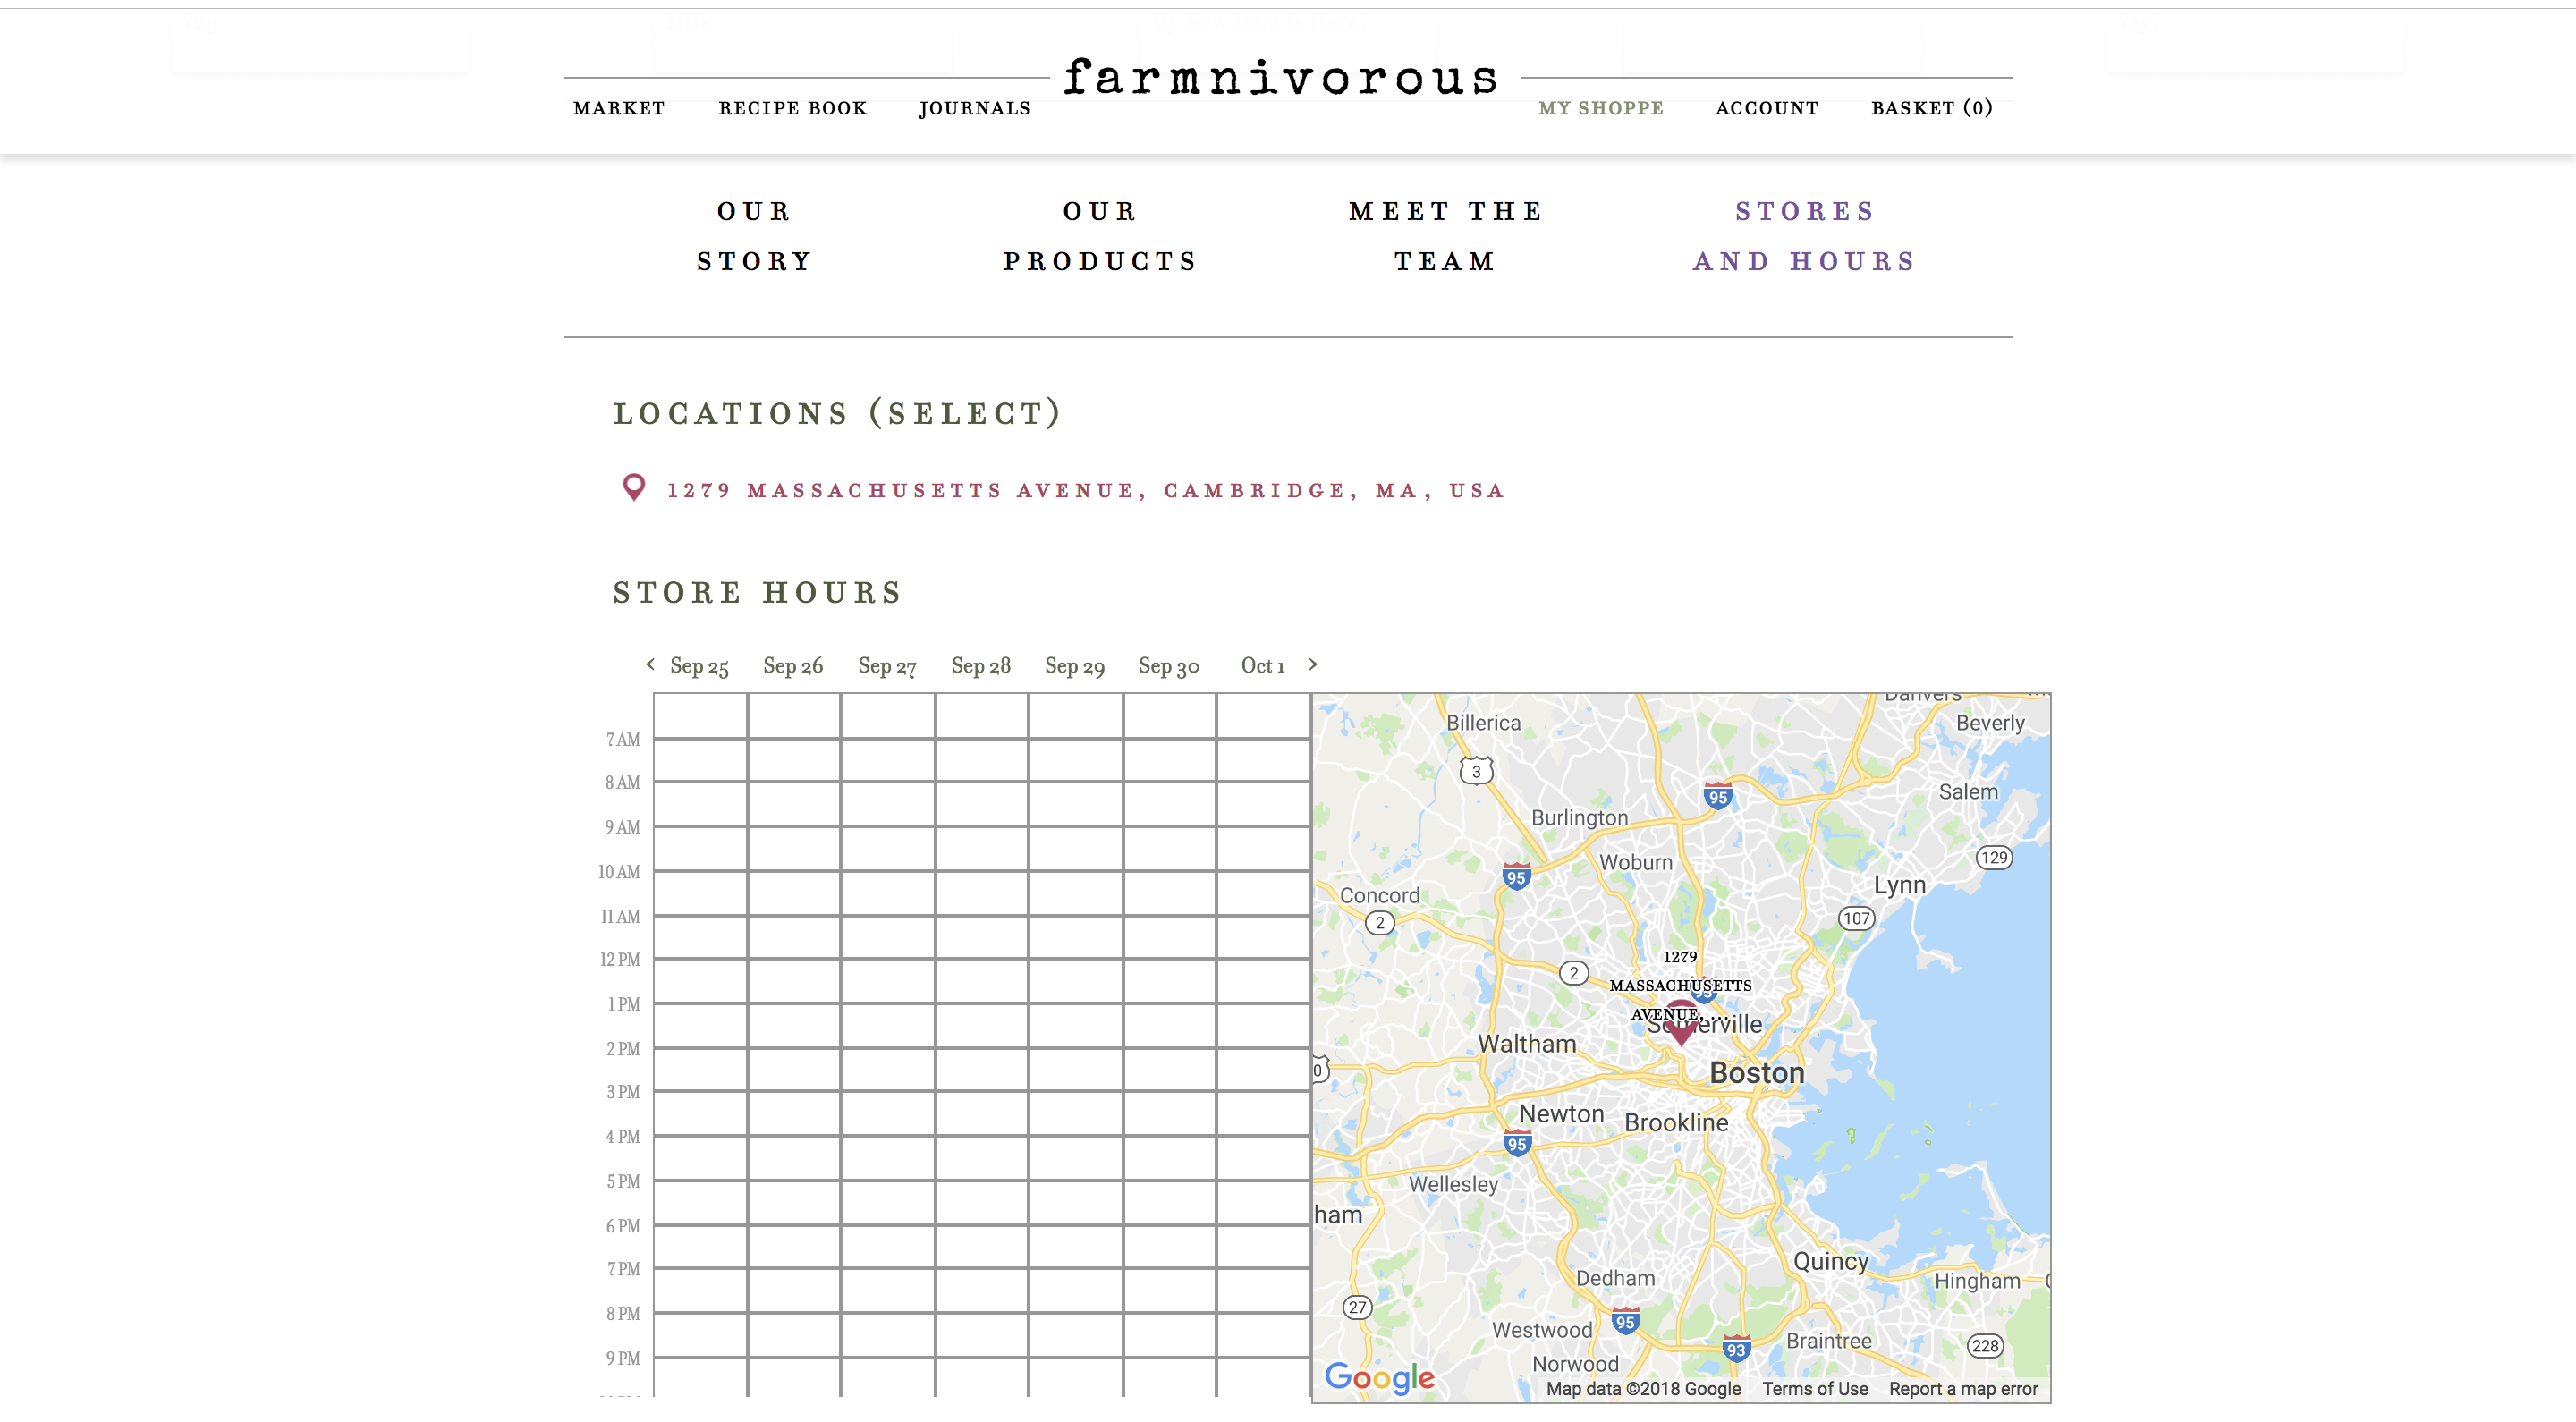 farmnivorous
MARKET RECIPE BOOK JOURNALS MY SHOPPE ACCOUNT BASKET (0)
OUR STORY
OUR PRODUCTS
MEET THE TEAM
STORES AND HOURS
LOCATIONS (SELECT)
1279 MASSACHUSETTS AVENUE, CAMBRIDGE, MA, USA
STORE HOURS
< Sep 25 Sep 26 Sep 27 Sep 28 Sep 29 Sep 30 Oct 1 >
7 AM
8 AM
9 AM
10 AM
11 AM
12 PM
1 PM
2 PM
3 PM
4 PM
5 PM
6 PM
7 PM
8 PM
9 PM
Danvers
Billerica
Beverly
3
95
Salem
Burlington
Woburn
129
95
Lynn
Concord
2
107
1279
2
MASSACHUSETTS
93
AVENUE, ...
Somerville
Waltham
0
Boston
Newton
Brookline
95
Wellesley
ham
Quincy
Dedham
Hingham
27
95
Westwood
93
Braintree
228
Norwood
Google
Map data ©2018 Google Terms of Use Report a map error